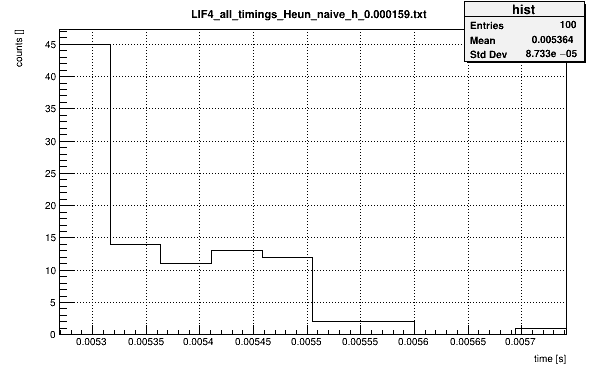 LIF4_all_timings_Heun_naive_h_0.000159.txt
hist
Entries 100
Mean 0.005364
Std Dev 8.733e −05
counts []
45
40
35
30
25
20
15
10
5
0
0.0053 0.00535 0.0054 0.00545 0.0055 0.00555 0.0056 0.00565 0.0057
time [s]